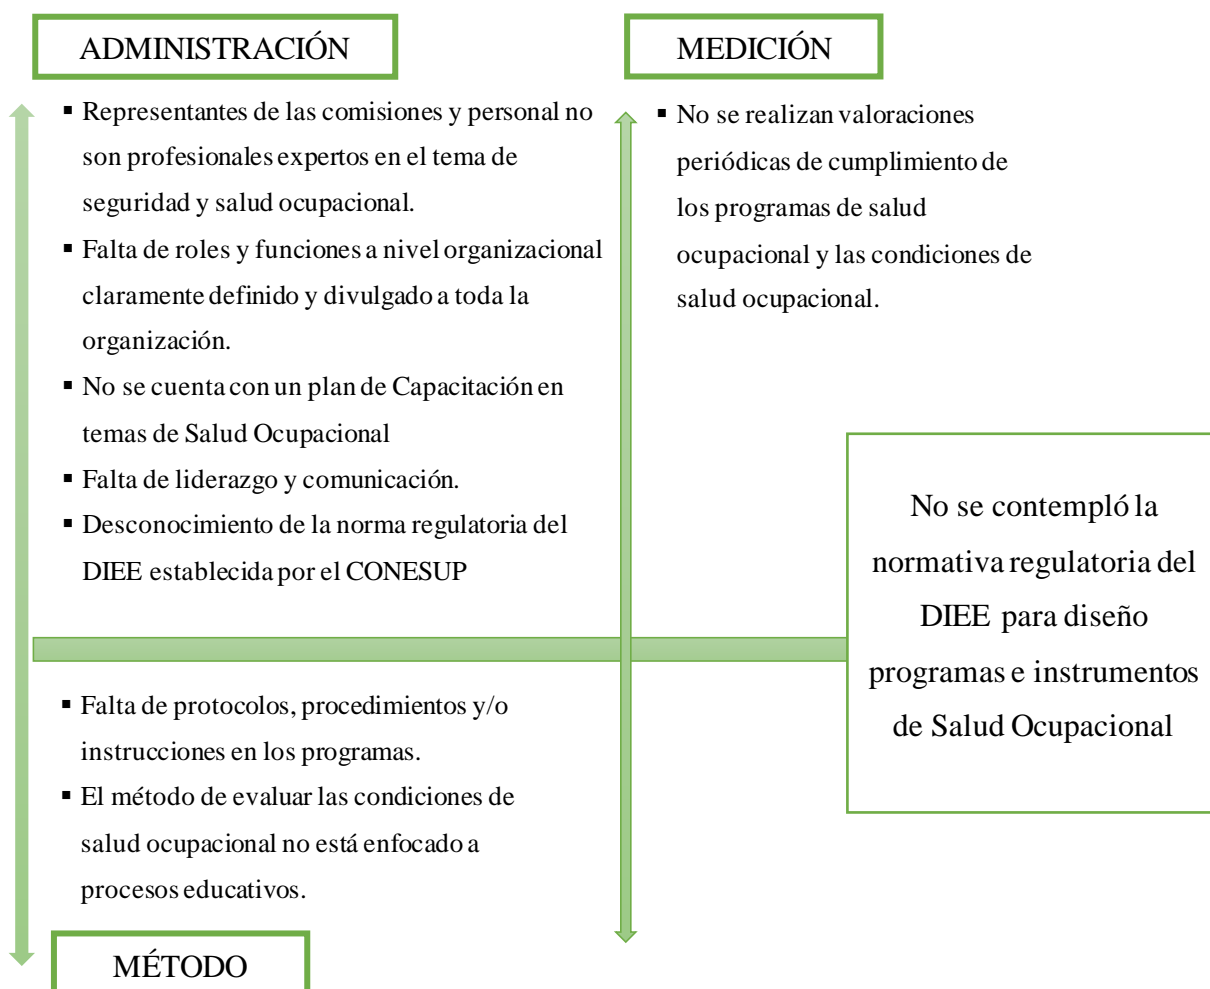 ADMINISTRACIÓN
▪ Representantes de las comisiones y personal no
son profesionales expertos en el tema de
seguridad y salud ocupacional.
▪ Falta de roles y funciones a nivel organizacional
claramente definido y divulgado a toda la
organización.
▪ No se cuenta con un plan de Capacitación en
temas de Salud Ocupacional
▪ Falta de liderazgo y comunicación.
▪ Desconocimiento de la norma regulatoria del
DIEE establecida por el CONESUP
MEDICIÓN
▪ No se realizan valoraciones
periódicas de cumplimiento de
los programas de salud
ocupacional y las condiciones de
salud ocupacional.
▪ Falta de protocolos, procedimientos y/o
instrucciones en los programas.
▪ El método de evaluar las condiciones de
salud ocupacional no está enfocado a
procesos educativos.
MÉTODO
No se contempló la
normativa regulatoria del
DIEE para diseño
programas e instrumentos
de Salud Ocupacional